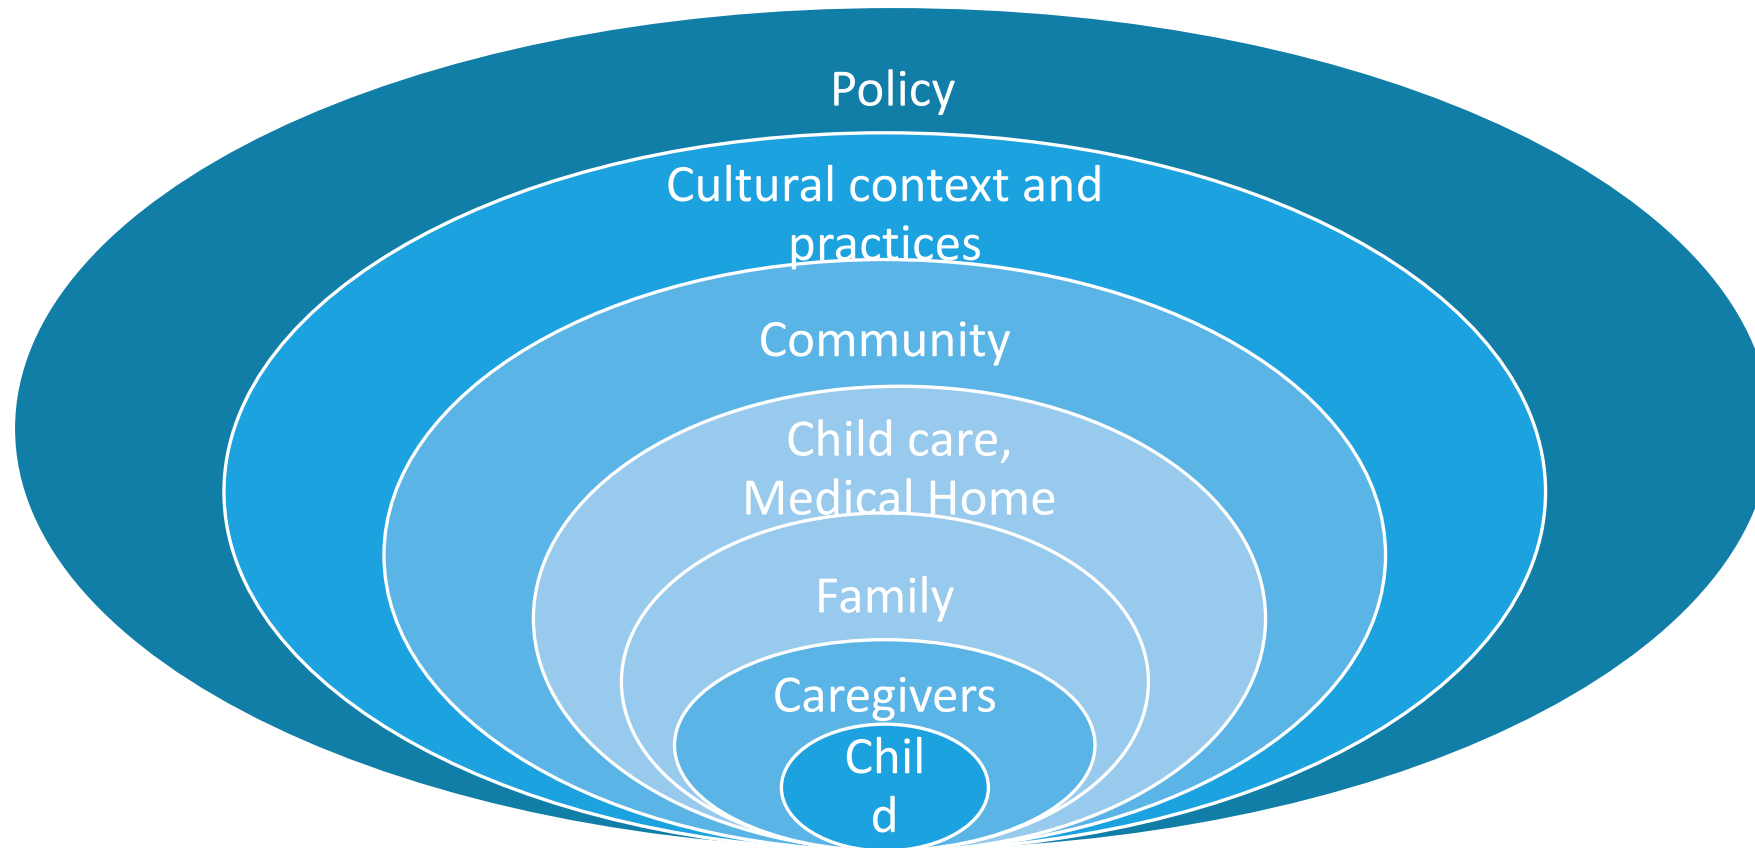 Policy
Cultural context and
practices
Community
Child care,
Medical Home
Family
Caregivers
Chil
d